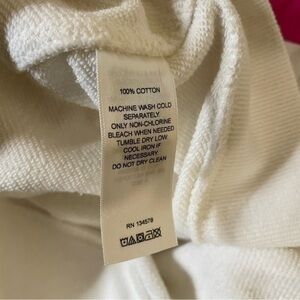 100% COTTON
MACHINE WASH COLD
SEPARATELY.
ONLY NON-CHLORINE
BLEACH WHEN NEEDED
TUMBLE DRY LOW
COOL IRON IF
NECESSARY.
DO NOT DRY CLEAN
RN 134579